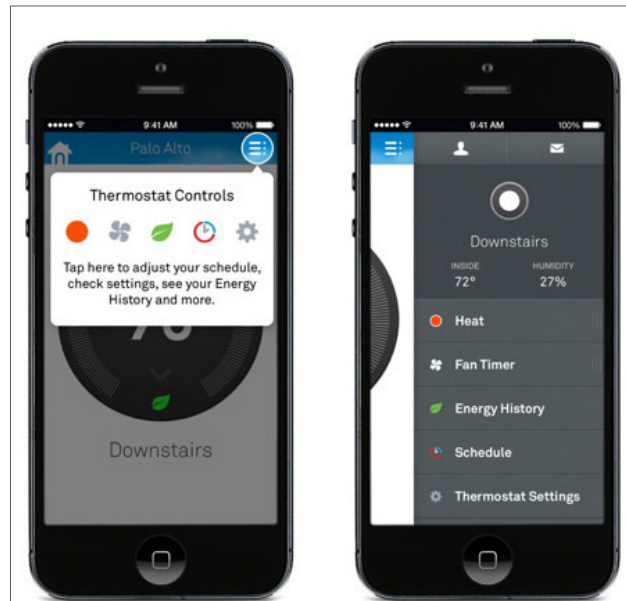 9:41 AM 100%
Palo Alto
Thermostat Controls
Tap here to adjust your schedule,
check settings, see your Energy
History and more.
Downstairs
9:41 AM 100%
Downstairs
INSIDE HUMIDITY
72° 27%
Heat
Fan Timer
Energy History
Schedule
Thermostat Settings